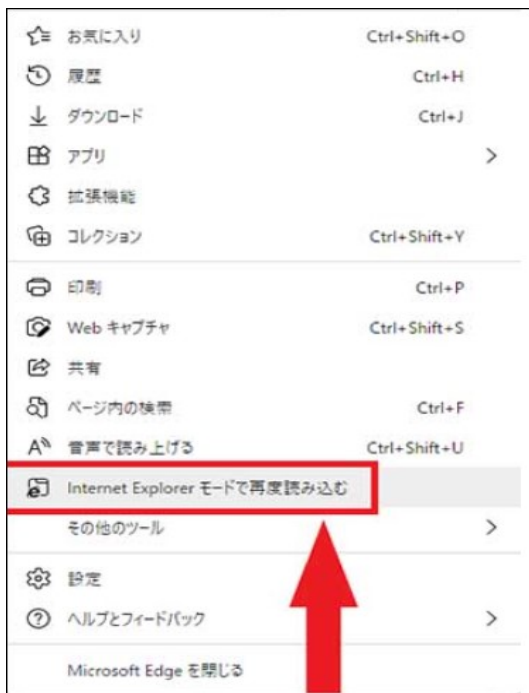 お気に入り Ctrl+Shift+O
履歴 Ctrl+H
ダウンロード Ctrl+J
アプリ
拡張機能
コレクション Ctrl+Shift+Y
印刷 Ctrl+P
Web キャプチャ Ctrl+Shift+S
共有
ページ内の検索 Ctrl+F
音声で読み上げる Ctrl+Shift+U
Internet Explorer モードで再度読み込む
その他のツール
設定
ヘルプとフィードバック
Microsoft Edge を閉じる